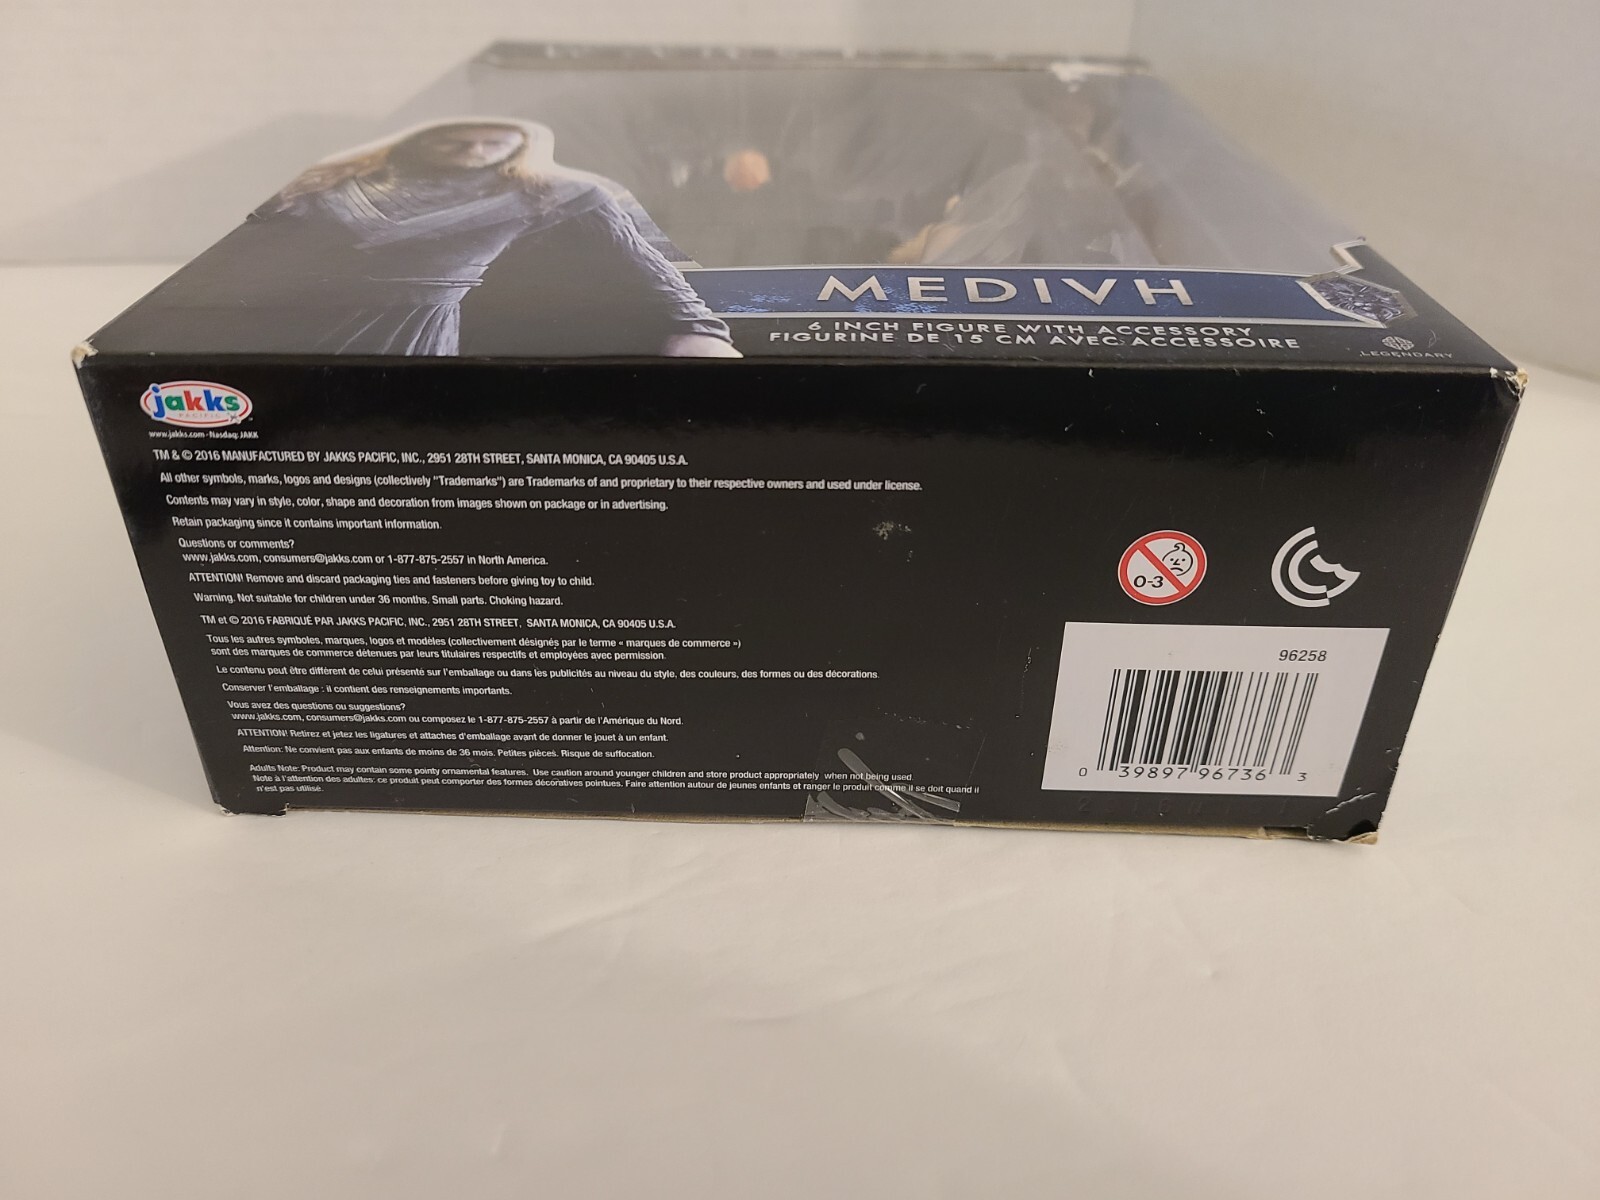 MEDIVH
6 INCH FIGURE WITH ACCESSORY
FIGURINE DE 15 CM AVEC ACCESSOIRE
LEGENDARY
jakks
PACIFIC
www.jakks.com - Nasdaq: JAKK
TM & © 2016 MANUFACTURED BY JAKKS PACIFIC, INC., 2951 28TH STREET, SANTA MONICA, CA 90405 U.S.A.
All other symbols, marks, logos and designs (collectively "Trademarks") are Trademarks of and proprietary to their respective owners and used under license.
Contents may vary in style, color, shape and decoration from images shown on package or in advertising.
Retain packaging since it contains important information.
Questions or comments?
www.jakks.com, consumers@jakks.com or 1-877-875-2557 in North America.
ATTENTION! Remove and discard packaging ties and fasteners before giving toy to child.
Warning. Not suitable for children under 36 months. Small parts. Choking hazard.
TM et © 2016 FABRIQUÉ PAR JAKKS PACIFIC, INC., 2951 28TH STREET, SANTA MONICA, CA 90405 U.S.A.
Tous les autres symboles, marques, logos et modèles (collectivement désignés par le terme « marques de commerce »)
sont des marques de commerce détenues par leurs titulaires respectifs et employées avec permission.
Le contenu peut être différent de celui présenté sur l'emballage ou dans les publicités au niveau du style, des couleurs, des formes ou des décorations.
Conserver l'emballage : il contient des renseignements importants.
Vous avez des questions ou suggestions?
www.jakks.com, consumers@jakks.com ou composez le 1-877-875-2557 à partir de l'Amérique du Nord.
ATTENTION! Retirez et jetez les ligatures et attaches d'emballage avant de donner le jouet à un enfant.
Attention: Ne convient pas aux enfants de moins de 36 mois. Petites pièces. Risque de suffocation.
Adults Note: Product may contain some pointy ornamental features. Use caution around younger children and store product appropriately when not being used.
Note à l'attention des adultes: ce produit peut comporter des formes décoratives pointues. Faire attention autour de jeunes enfants et ranger le produit comme il se doit quand il
n'est pas utilisé.
0-3
96258
0 39897 96736 3